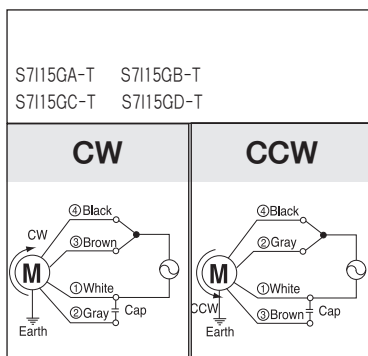 S7I15GA-T S7I15GB-T
S7I15GC-T S7I15GD-T
CW CCW
④Black
CW
③Brown
M
①White
②Gray Cap
Earth
④Black
②Gray
M
①White
CCW
③Brown Cap
Earth